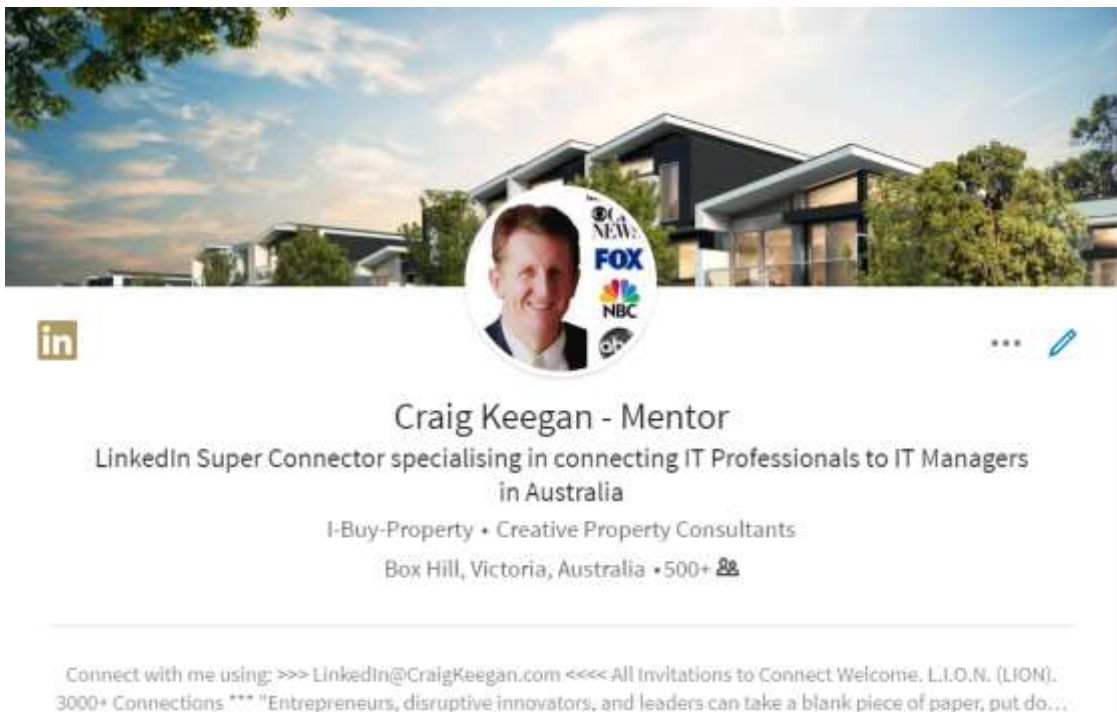 NEWS
FOX
NBC
abc
in
Craig Keegan - Mentor
LinkedIn Super Connector specialising in connecting IT Professionals to IT Managers
in Australia
I-Buy-Property • Creative Property Consultants
Box Hill, Victoria, Australia • 500+
Connect with me using: >>> LinkedIn@CraigKeegan.com <<<< All Invitations to Connect Welcome. L.I.O.N. (LION).
3000+ Connections *** "Entrepreneurs, disruptive innovators, and leaders can take a blank piece of paper, put do...